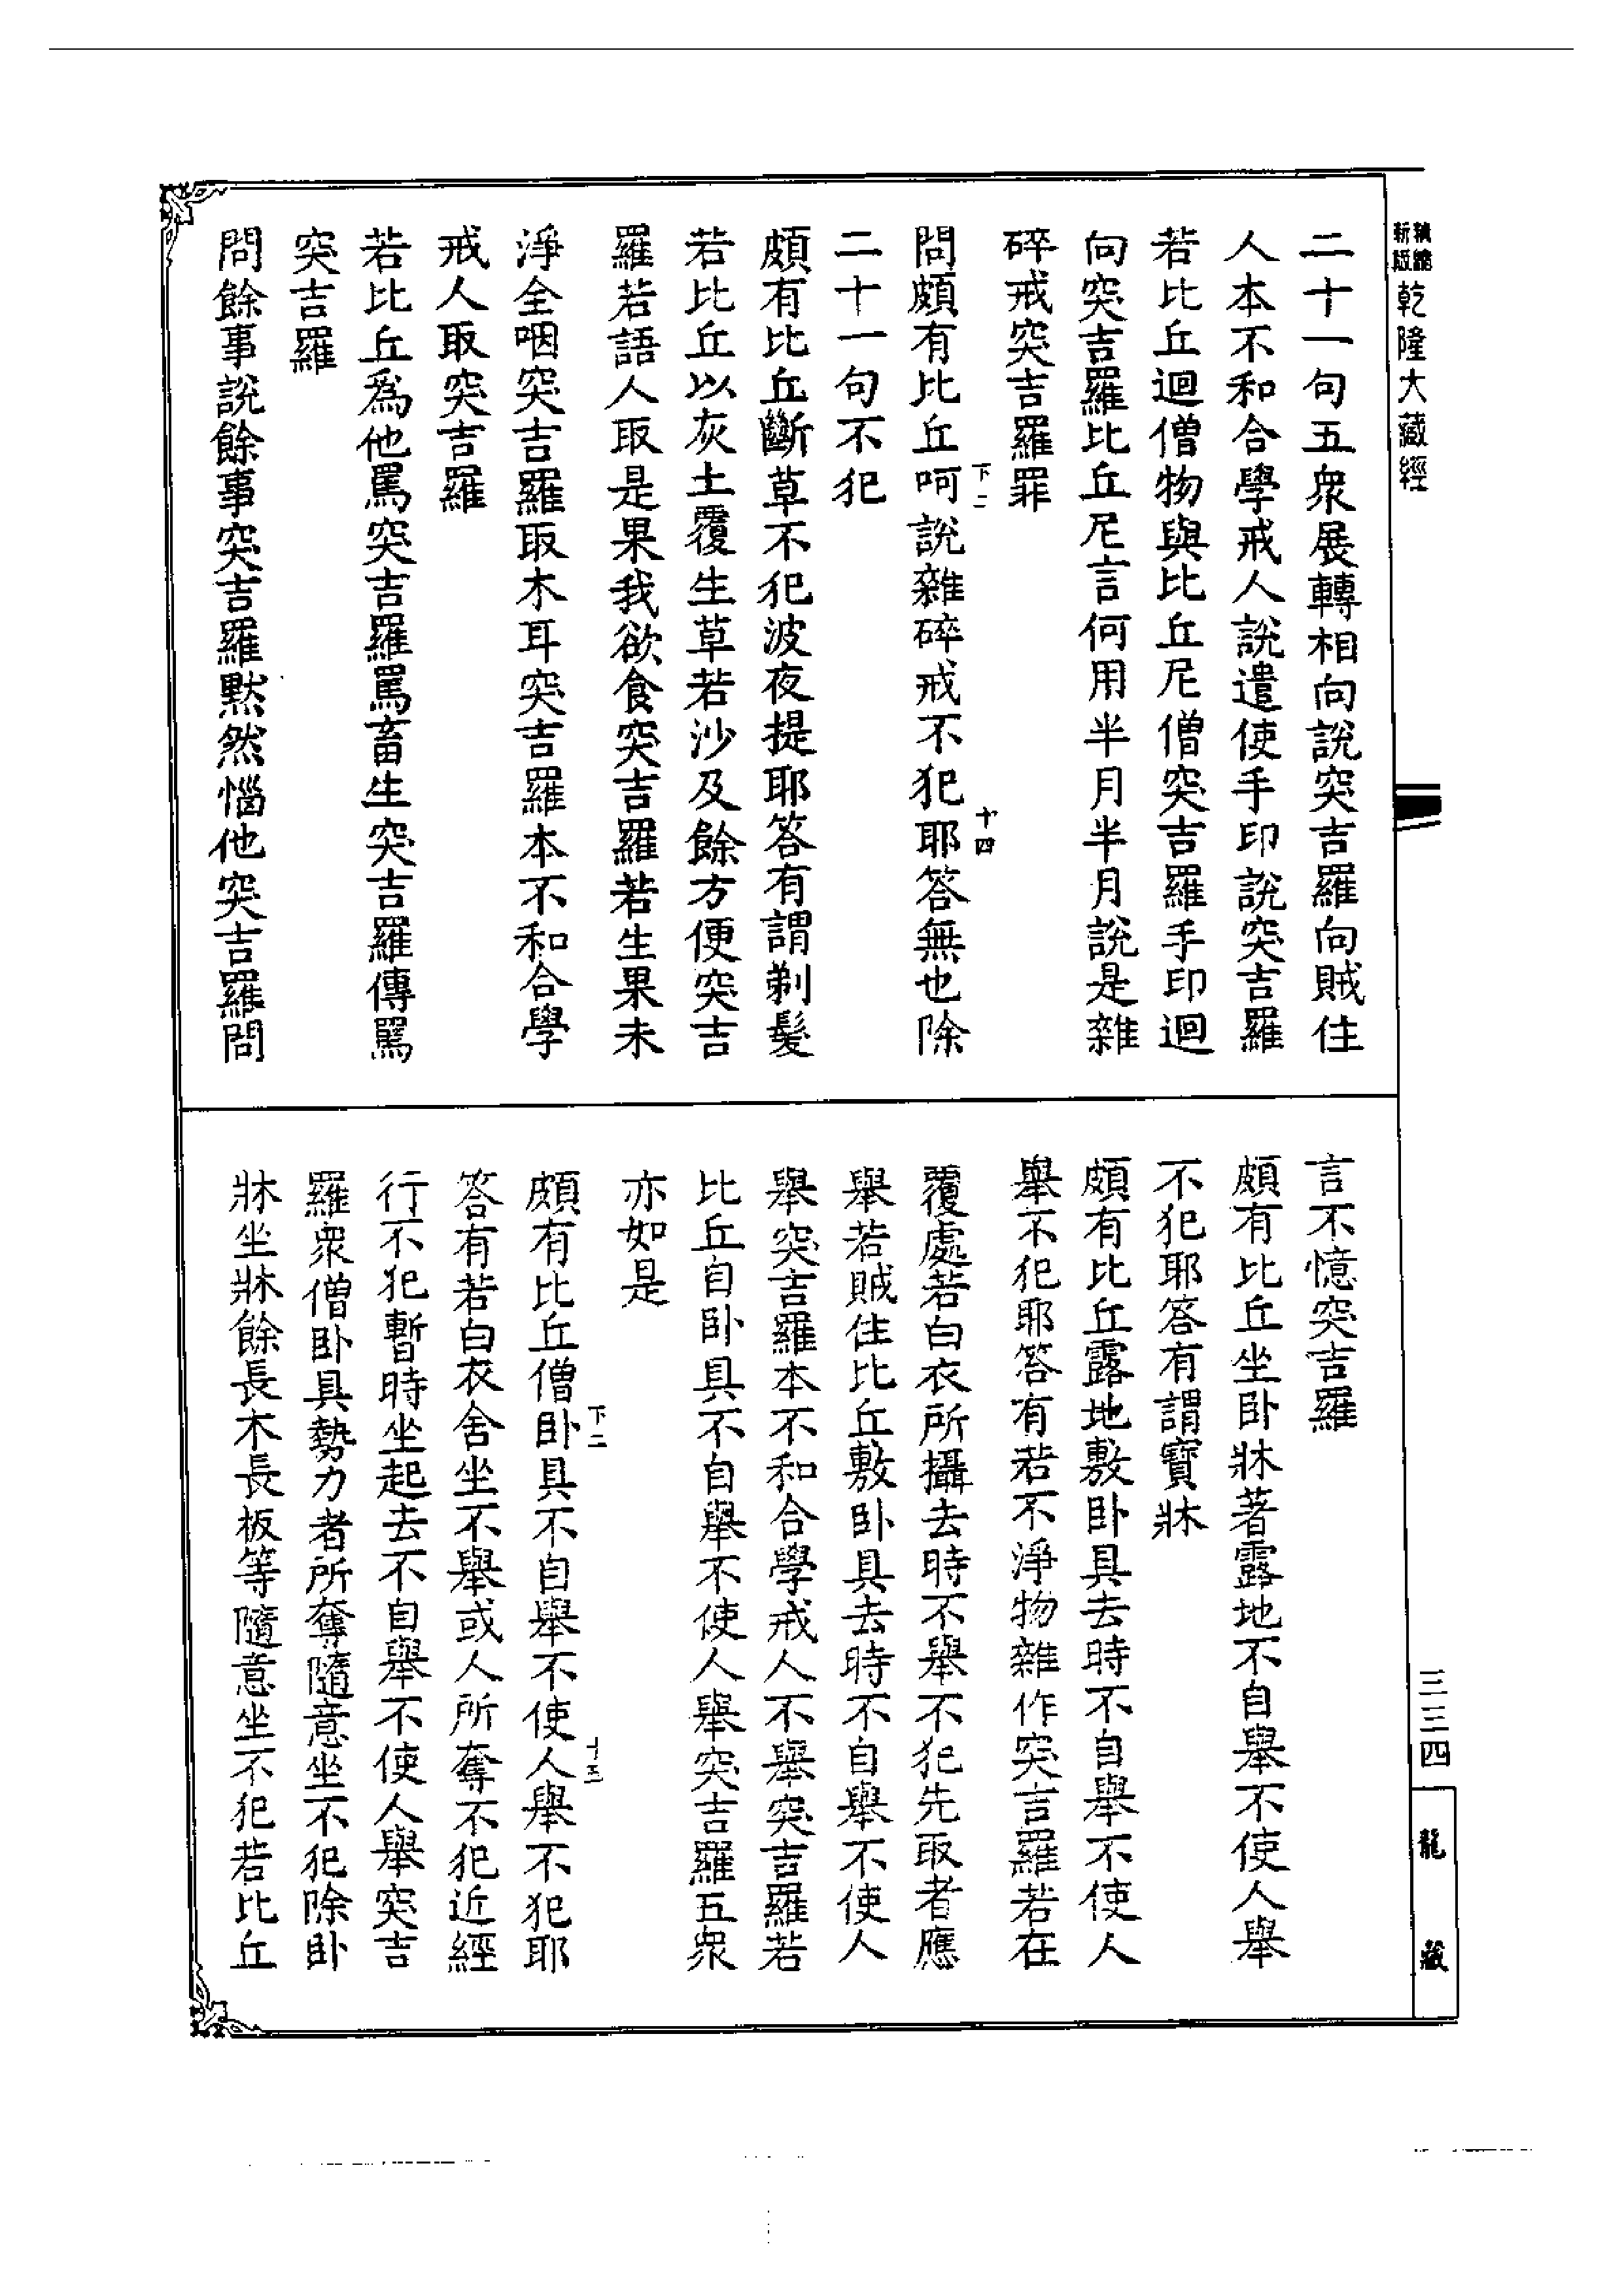 新版
乾隆大藏經
二十一句五衆展轉相向說突吉羅向賊住
人本不和合學戒人說遣使手印說突吉羅
若比丘迴僧物與比丘尼僧突吉羅手印迴
向突吉羅比丘尼言何用半月半月說是雜
碎戒突吉羅罪
下二
十四
問頗有比丘呵說雜碎戒不犯耶答無也除
二十一句不犯
頗有比丘斷草不犯波夜提耶答有謂剃髮
若比丘以灰土覆生草若沙及餘方便突吉
羅若語人取是果我欲食突吉羅若生果未
淨全咽突吉羅取木耳突吉羅本不和合學
戒人取突吉羅
若比丘爲他罵突吉羅罵畜生突吉羅傳罵
突吉羅
問餘事說餘事突吉羅默然惱他突吉羅問
言不憶突吉羅
頗有比丘坐卧牀著露地不自舉不使人舉
不犯耶答有謂寶牀
頗有比丘露地敷卧具去時不自舉不使人
舉不犯耶答有若不淨物雜作突吉羅若在
覆處若白衣所攝去時不舉不犯先取者應
舉若賊住比丘敷卧具去時不自舉不使人
舉突吉羅本不和合學戒人不舉突吉羅若
比丘自卧具不自舉不使人舉突吉羅五衆
亦如是
下二
十五
頗有比丘僧卧具不自舉不使人舉不犯耶
答有若白衣舍坐不舉或人所奪不犯近經
行不犯暫時坐起去不自舉不使人舉突吉
羅衆僧卧具勢力者所奪隨意坐不犯除卧
牀坐牀餘長木長板等隨意坐不犯若比丘
三三四
龍藏